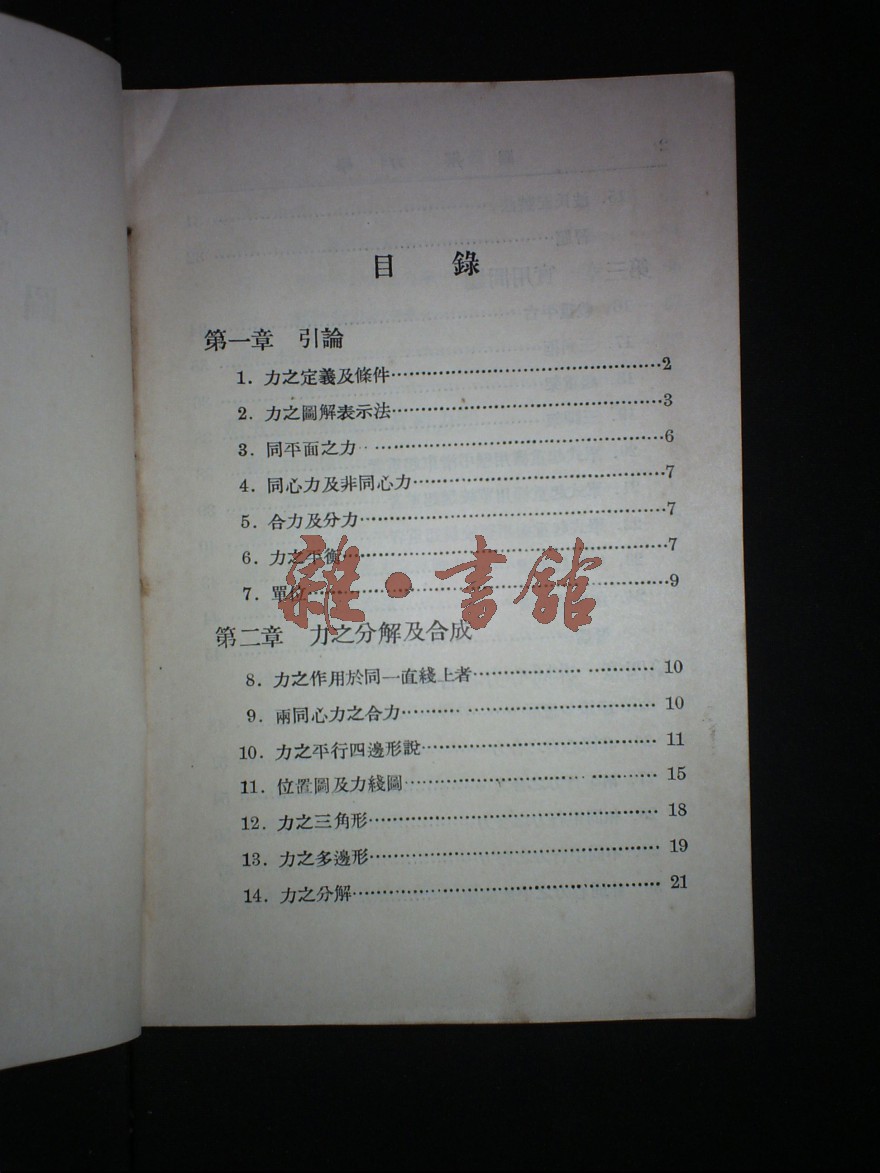 目 錄
第一章 引論
1. 力之定義及條件……2
2. 力之圖解表示法……3
3. 同平面之力……6
4. 同心力及非同心力……7
5. 合力及分力……7
6. 力之平衡……7
7. 單位……9
雜·書館
第二章 力之分解及合成
8. 力之作用於同一直綫上者……10
9. 兩同心力之合力……10
10. 力之平行四邊形說……11
11. 位置圖及力綫圖……15
12. 力之三角形……18
13. 力之多邊形……19
14. 力之分解……21